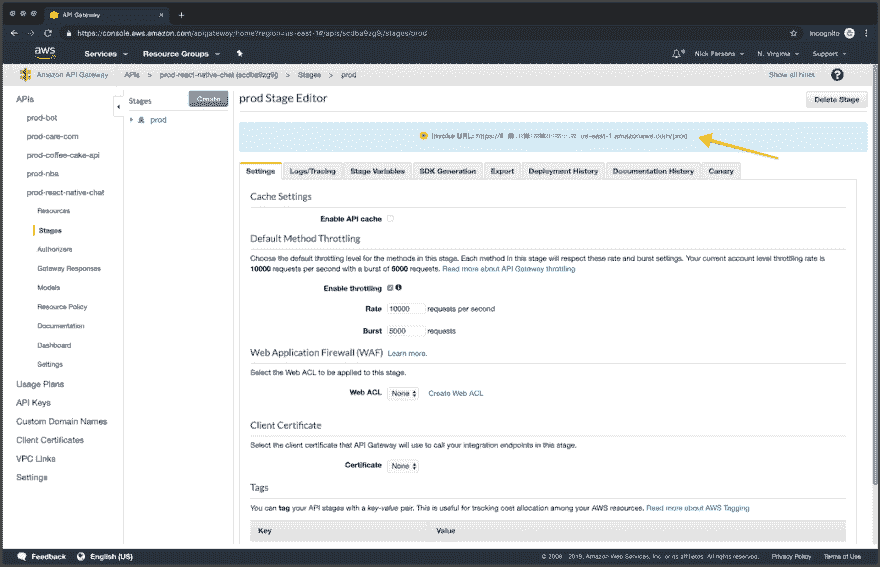 API Gateway
https://console.aws.amazon.com/apigateway/home?region=us-east-1#/apis/scdba9zg9j/stages/prod
Incognito
aws
Services
Resource Groups
Nick Parsons
N. Virginia
Support
Amazon API Gateway
APIs > prod-react-native-chat (scdba9zg9j) > Stages > prod
Show all hints
APIs
prod-bot
prod-care-com
prod-coffee-cake-api
prod-nba
prod-react-native-chat
Resources
Stages
Authorizers
Gateway Responses
Models
Resource Policy
Documentation
Dashboard
Settings
Usage Plans
API Keys
Custom Domain Names
Client Certificates
VPC Links
Settings
Stages
Create
prod
prod Stage Editor
Delete Stage
Invoke URL: https://
us-east-1.amazonaws.com/prod
Settings
Logs/Tracing
Stage Variables
SDK Generation
Export
Deployment History
Documentation History
Canary
Cache Settings
Enable API cache
Default Method Throttling
Choose the default throttling level for the methods in this stage. Each method in this stage will respect these rate and burst settings. Your current account level throttling rate is
10000 requests per second with a burst of 5000 requests. Read more about API Gateway throttling
Enable throttling
Rate 10000 requests per second
Burst 5000 requests
Web Application Firewall (WAF) Learn more.
Select the Web ACL to be applied to this stage.
Web ACL None Create Web ACL
Client Certificate
Select the client certificate that API Gateway will use to call your integration endpoints in this stage.
Certificate None
Tags
You can tag your API stages with a key-value pair. This is useful for tracking cost allocation among your AWS resources. Read more about AWS Tagging
Key
Value
Feedback
English (US)
© 2008 - 2019, Amazon Web Services, Inc. or its affiliates. All rights reserved.
Privacy Policy
Terms of Use